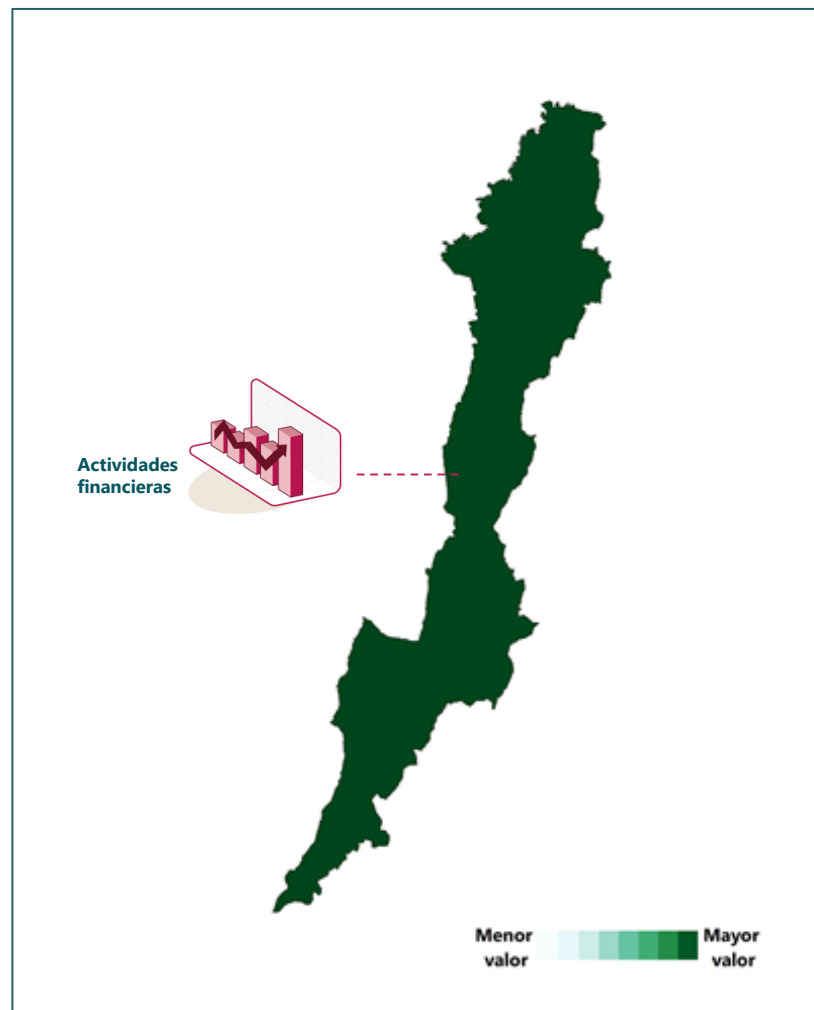 Actividades
financieras
Menor
valor
Mayor
valor